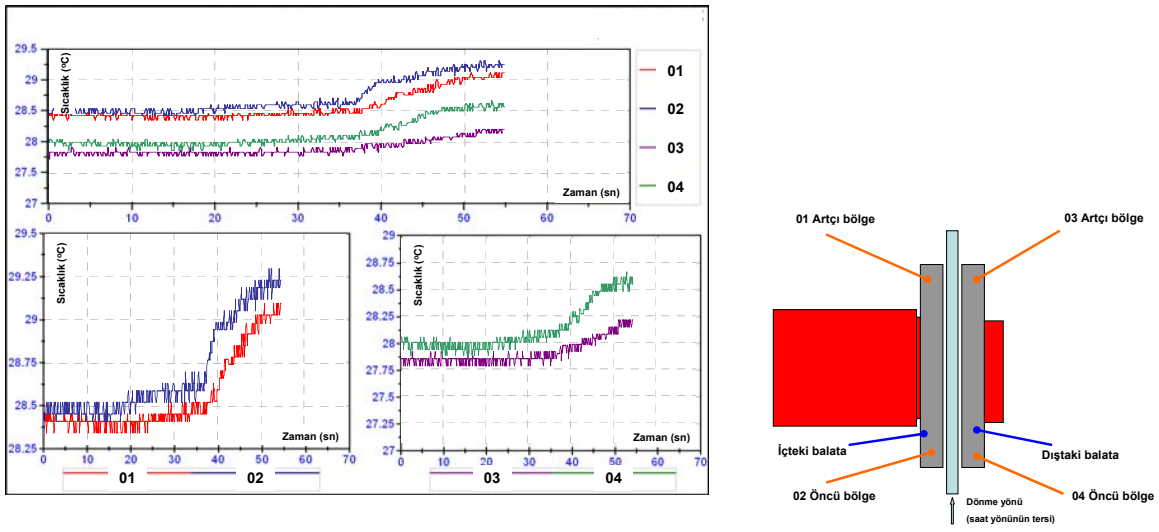 29.5
29
28.5
28
27.5
27
Sıcaklık (ºC)
Zaman (sn)
0 10 20 30 40 50 60 70
01
02
03
04
29.5
29.25
29
28.75
28.5
28.25
Sıcaklık (ºC)
Zaman (sn)
0 10 20 30 40 50 60 70
01 02
29
28.75
28.5
28.25
28
27.75
27.5
27.25
27
Sıcaklık (ºC)
Zaman (sn)
0 10 20 30 40 50 60 70
03 04
01 Artçı bölge
03 Artçı bölge
İçteki balata
Dıştaki balata
02 Öncü bölge
04 Öncü bölge
Dönme yönü
(saat yönünün tersi)